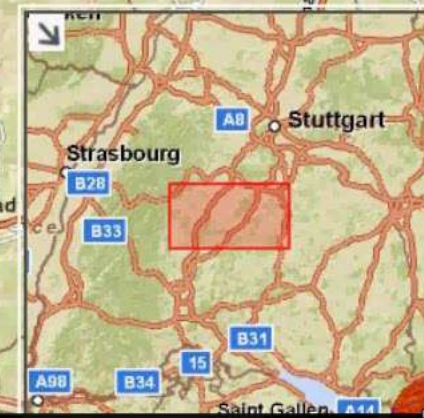 A8
Stuttgart
Strasbourg
B28
B33
B31
15
A98
B34
Saint Gallen
A14